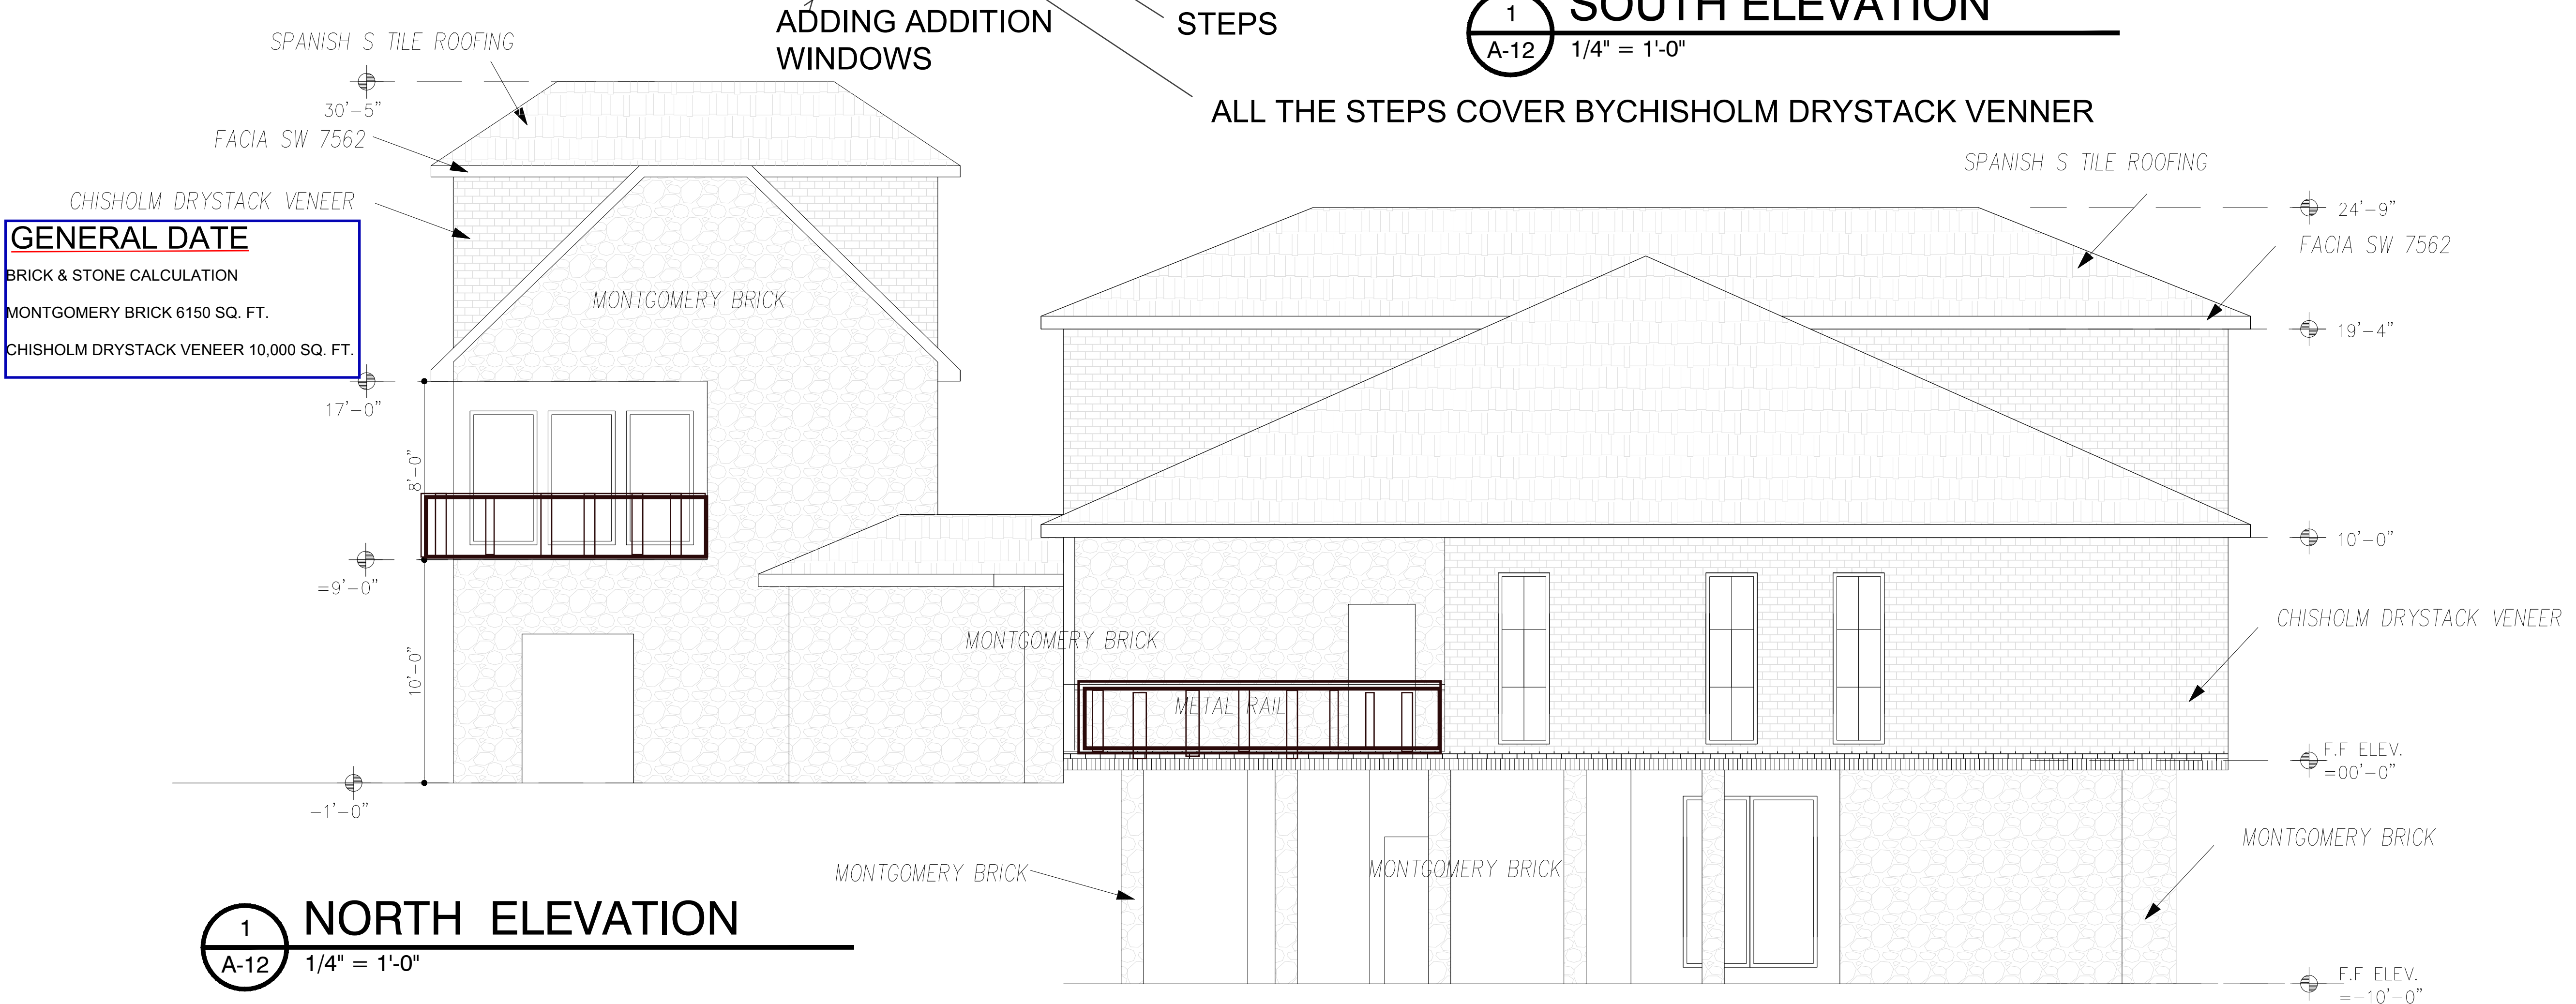 ADDING ADDITION
WINDOWS
STEPS
1
A-12
SOUTH ELEVATION
1/4" = 1'-0"
ALL THE STEPS COVER BYCHISHOLM DRYSTACK VENNER
SPANISH S TILE ROOFING
30'-5"
FACIA SW 7562
CHISHOLM DRYSTACK VENEER
GENERAL DATE
BRICK & STONE CALCULATION
MONTGOMERY BRICK 6150 SQ. FT.
CHISHOLM DRYSTACK VENEER 10,000 SQ. FT.
MONTGOMERY BRICK
17'-0"
8'-0"
=9'-0"
10'-0"
-1'-0"
SPANISH S TILE ROOFING
24'-9"
FACIA SW 7562
19'-4"
10'-0"
CHISHOLM DRYSTACK VENEER
MONTGOMERY BRICK
METAL RAIL
F.F ELEV.
=00'-0"
MONTGOMERY BRICK
MONTGOMERY BRICK
MONTGOMERY BRICK
F.F ELEV.
=-10'-0"
1
A-12
NORTH ELEVATION
1/4" = 1'-0"